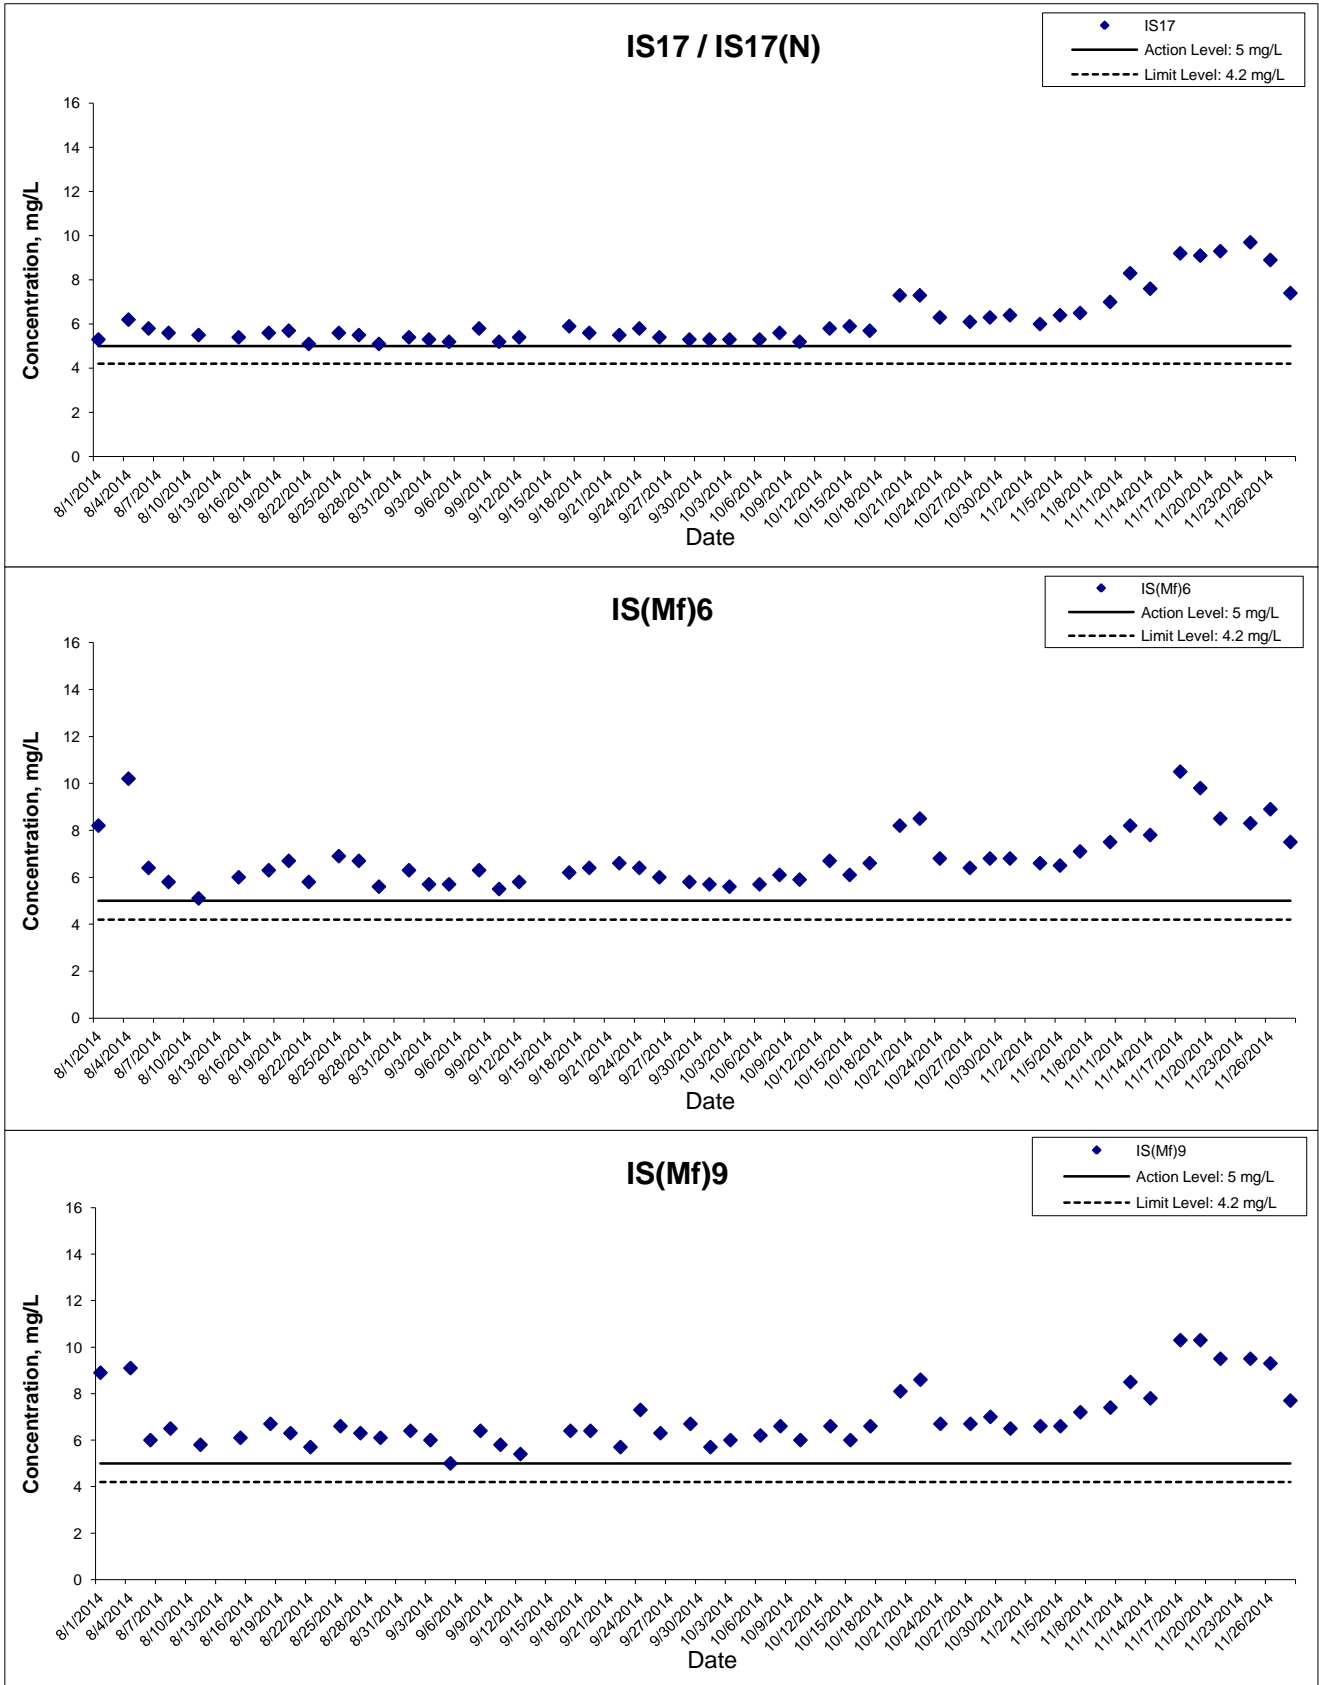 IS17 / IS17(N)
IS17
Action Level: 5 mg/L
Limit Level: 4.2 mg/L
Concentration, mg/L
16
14
12
10
8
6
4
2
0
8/1/2014 8/4/2014 8/7/2014 8/10/2014 8/13/2014 8/16/2014 8/19/2014 8/22/2014 8/25/2014 8/28/2014 8/31/2014 9/3/2014 9/6/2014 9/9/2014 9/12/2014 9/15/2014 9/18/2014 9/21/2014 9/24/2014 9/27/2014 9/30/2014 10/3/2014 10/6/2014 10/9/2014 10/12/2014 10/15/2014 10/18/2014 10/21/2014 10/24/2014 10/27/2014 10/30/2014 11/2/2014 11/5/2014 11/8/2014 11/11/2014 11/14/2014 11/17/2014 11/20/2014 11/23/2014 11/26/2014
Date
IS(Mf)6
IS(Mf)6
Action Level: 5 mg/L
Limit Level: 4.2 mg/L
Concentration, mg/L
16
14
12
10
8
6
4
2
0
8/1/2014 8/4/2014 8/7/2014 8/10/2014 8/13/2014 8/16/2014 8/19/2014 8/22/2014 8/25/2014 8/28/2014 8/31/2014 9/3/2014 9/6/2014 9/9/2014 9/12/2014 9/15/2014 9/18/2014 9/21/2014 9/24/2014 9/27/2014 9/30/2014 10/3/2014 10/6/2014 10/9/2014 10/12/2014 10/15/2014 10/18/2014 10/21/2014 10/24/2014 10/27/2014 10/30/2014 11/2/2014 11/5/2014 11/8/2014 11/11/2014 11/14/2014 11/17/2014 11/20/2014 11/23/2014 11/26/2014
Date
IS(Mf)9
IS(Mf)9
Action Level: 5 mg/L
Limit Level: 4.2 mg/L
Concentration, mg/L
16
14
12
10
8
6
4
2
0
8/1/2014 8/4/2014 8/7/2014 8/10/2014 8/13/2014 8/16/2014 8/19/2014 8/22/2014 8/25/2014 8/28/2014 8/31/2014 9/3/2014 9/6/2014 9/9/2014 9/12/2014 9/15/2014 9/18/2014 9/21/2014 9/24/2014 9/27/2014 9/30/2014 10/3/2014 10/6/2014 10/9/2014 10/12/2014 10/15/2014 10/18/2014 10/21/2014 10/24/2014 10/27/2014 10/30/2014 11/2/2014 11/5/2014 11/8/2014 11/11/2014 11/14/2014 11/17/2014 11/20/2014 11/23/2014 11/26/2014
Date